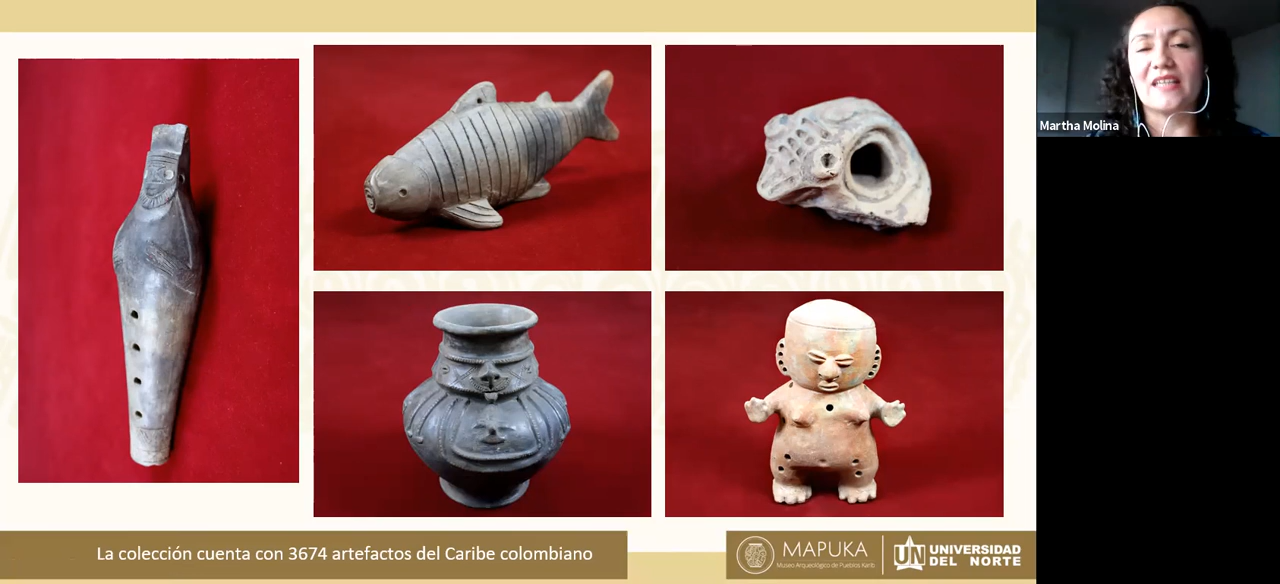 Martha Molina
La colección cuenta con 3674 artefactos del Caribe colombiano
MAPUKA
Museo Arqueológico de Pueblos Karib
UN
UNIVERSIDAD
DEL NORTE